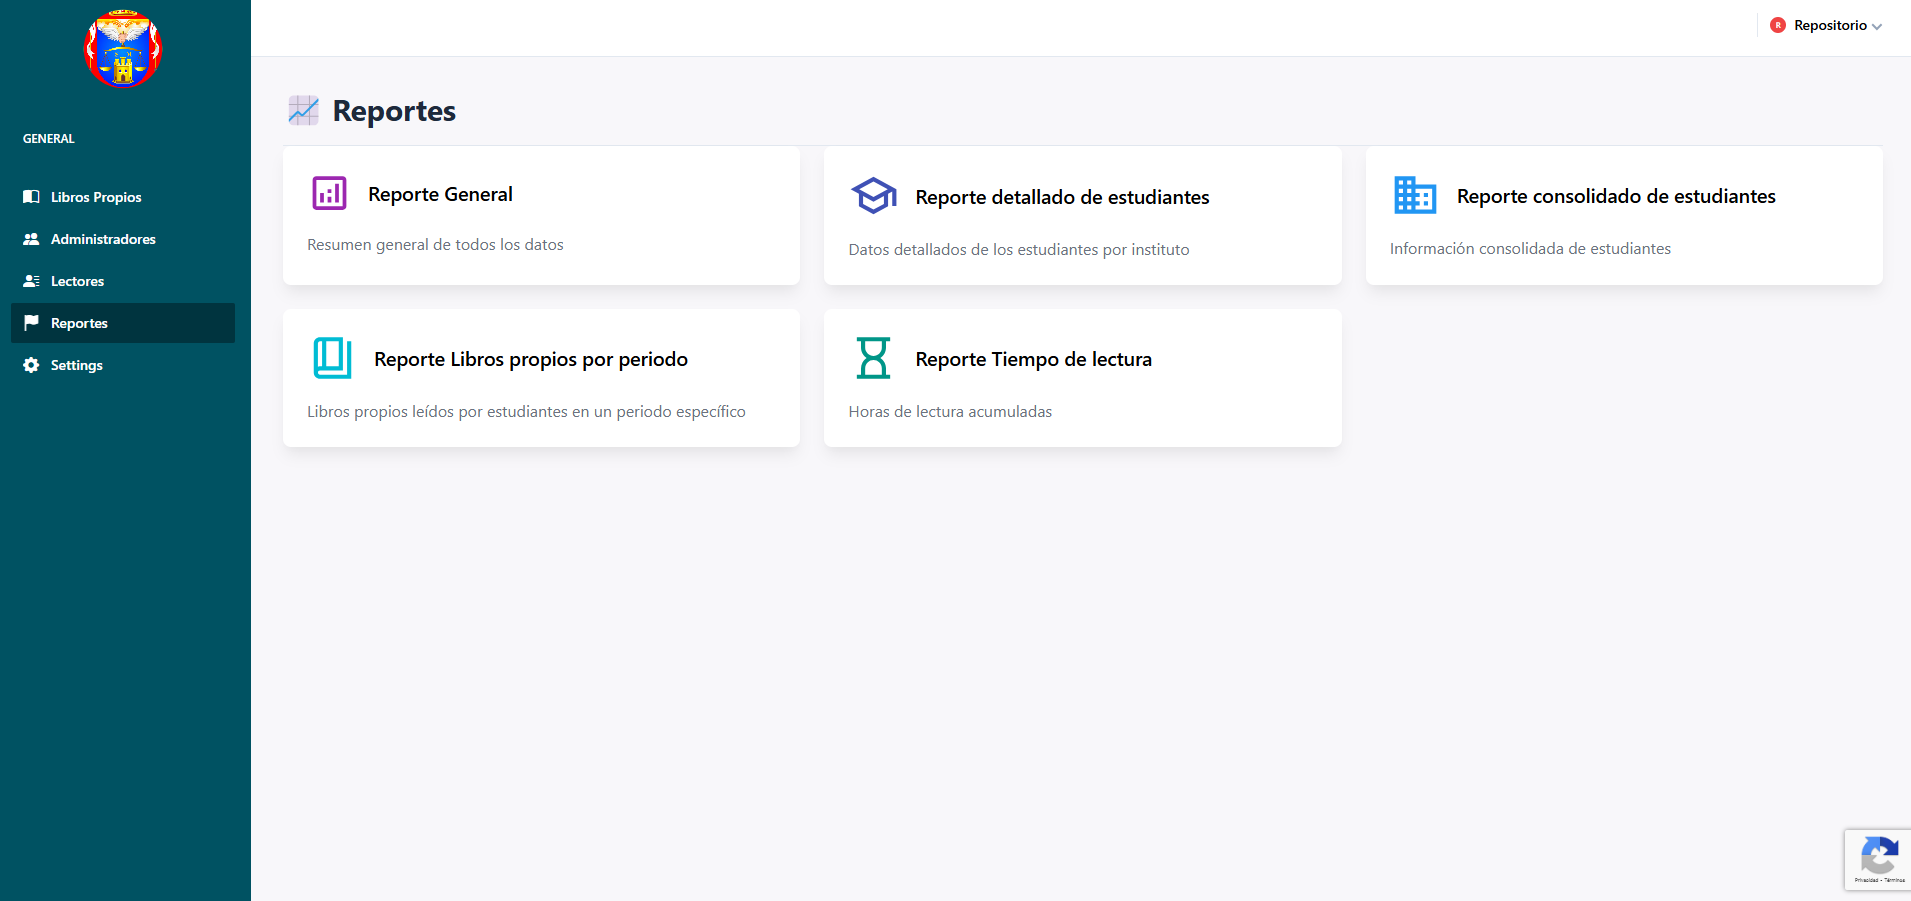 R Repositorio
GENERAL
Libros Propios
Administradores
Lectores
Reportes
Settings
Reportes
Reporte General
Resumen general de todos los datos
Reporte detallado de estudiantes
Datos detallados de los estudiantes por instituto
Reporte consolidado de estudiantes
Información consolidada de estudiantes
Reporte Libros propios por periodo
Libros propios leídos por estudiantes en un periodo específico
Reporte Tiempo de lectura
Horas de lectura acumuladas
Privacidad - Términos